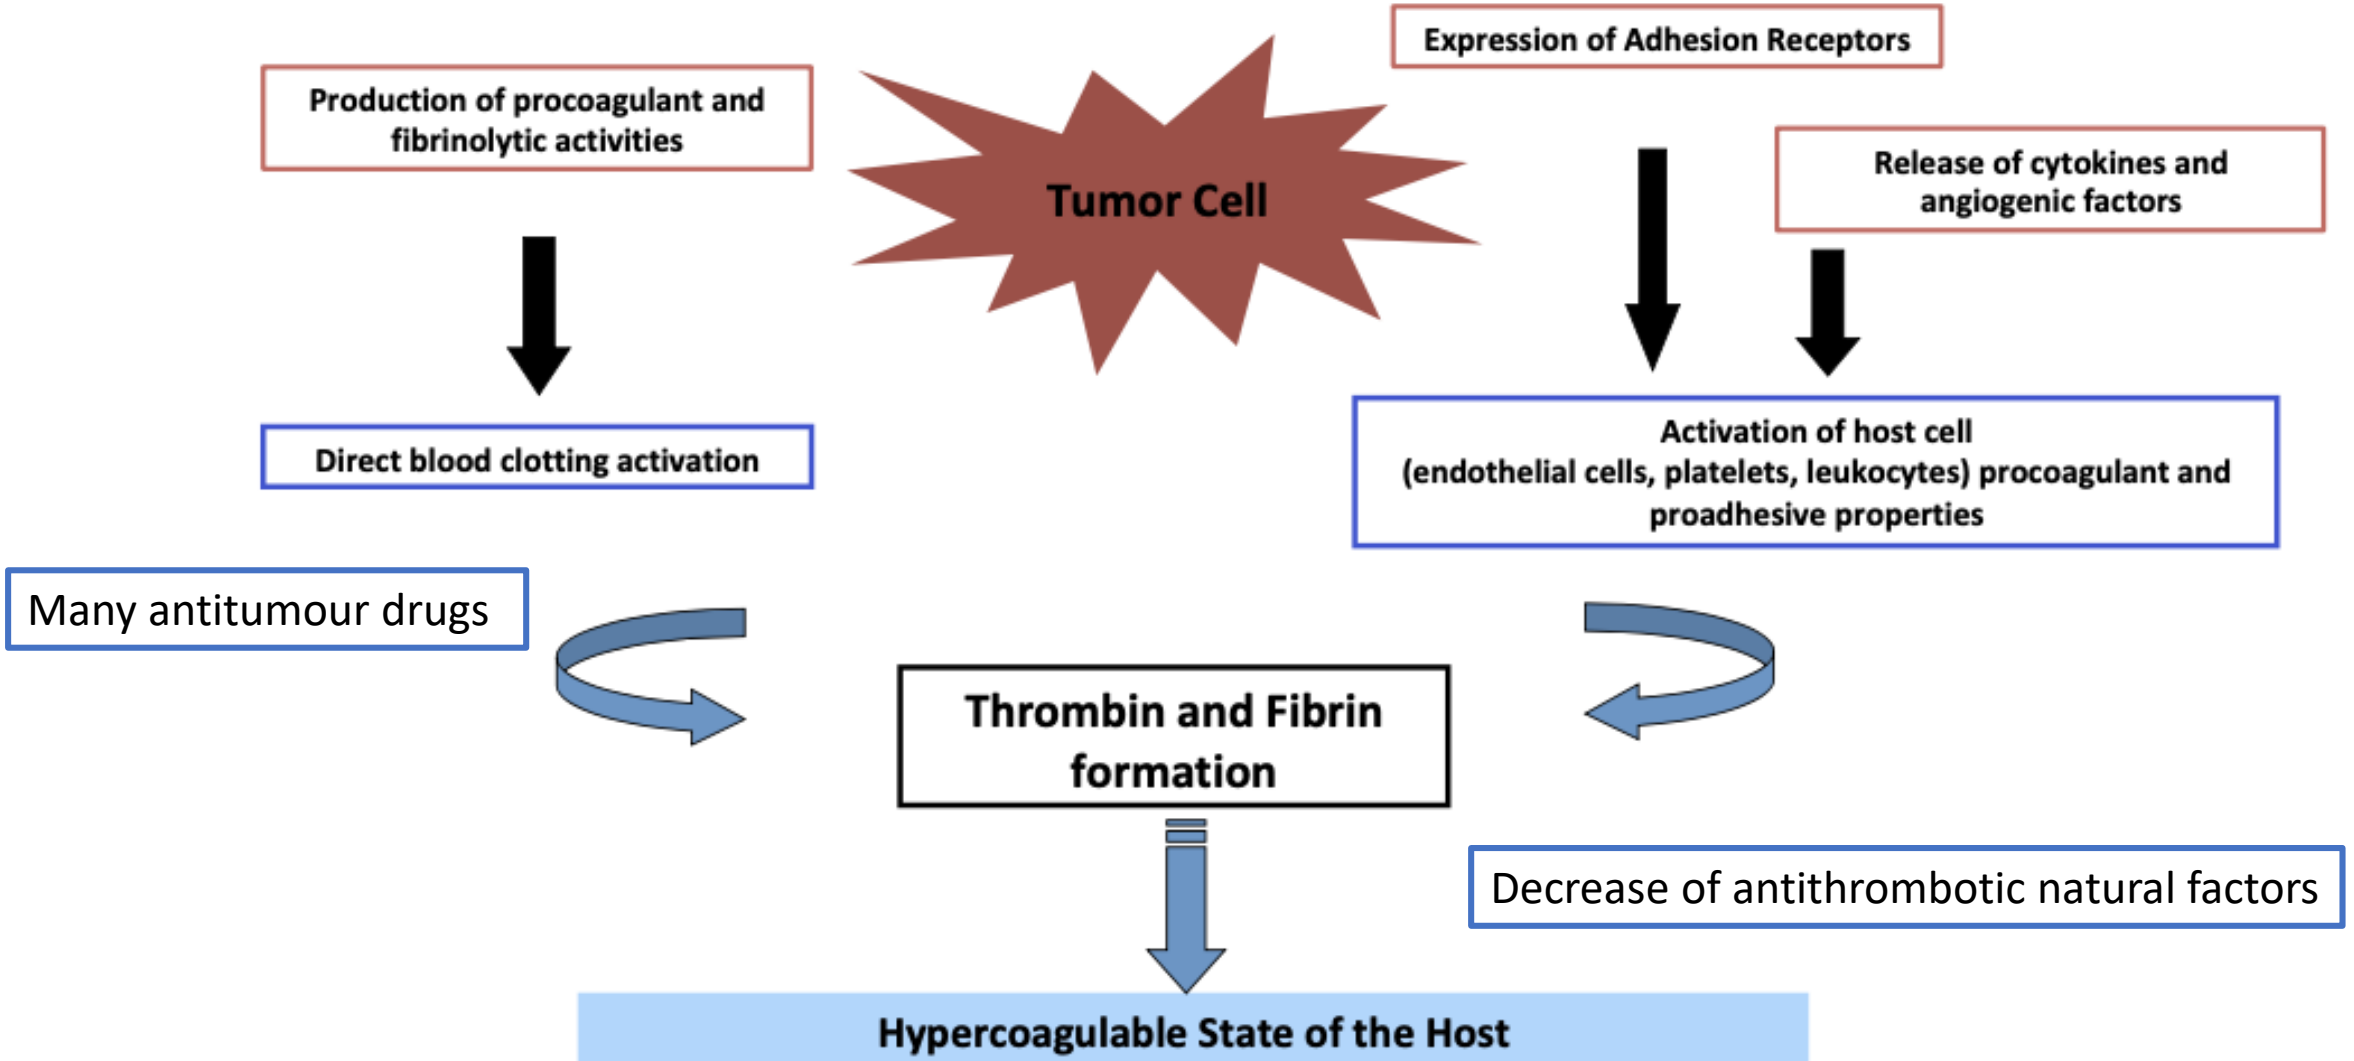 Expression of Adhesion Receptors
Production of procoagulant and
fibrinolytic activities
Tumor Cell
Release of cytokines and
angiogenic factors
Direct blood clotting activation
Activation of host cell
(endothelial cells, platelets, leukocytes) procoagulant and
proadhesive properties
Many antitumour drugs
Thrombin and Fibrin
formation
Decrease of antithrombotic natural factors
Hypercoagulable State of the Host